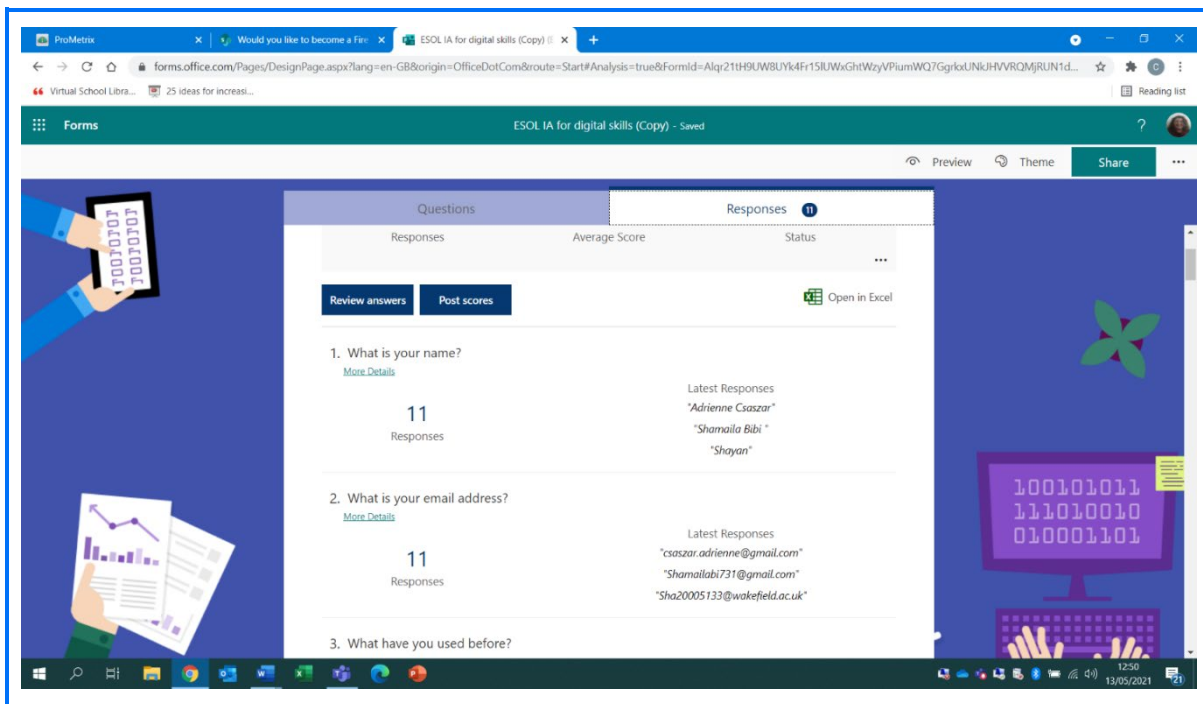 ProMetrix
Would you like to become a Fire
ESOL IA for digital skills (Copy) (
forms.office.com/Pages/DesignPage.aspx?lang=en-GB&origin=OfficeDotCom&route=Start#Analysis=true&FormId=
Virtual School Libra...
25 ideas for increasi...
Reading list
Forms
ESOL IA for digital skills (Copy) - Saved
?
Preview
Theme
Share
Questions
Responses 11
Responses
Average Score
Status
Review answers
Post scores
Open in Excel
1. What is your name?
More Details
11
Responses
Latest Responses
"Adrienne Csaszar"
"Shamaila Bibi "
"Shayan"
2. What is your email address?
More Details
11
Responses
Latest Responses
"csaszar.adrienne@gmail.com"
"Shamailabi731@gmail.com"
"Sha20005133@wakefield.ac.uk"
3. What have you used before?
100101011
111010010
010001101
12:50
13/05/2021
21